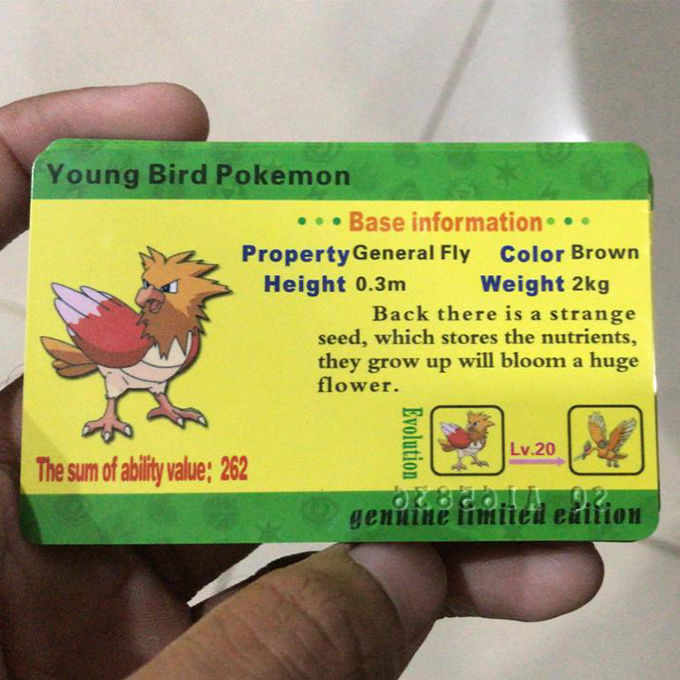 Young Bird Pokemon
Base information
Property General Fly Color Brown
Height 0.3m Weight 2kg
Back there is a strange
seed, which stores the nutrients,
they grow up will bloom a huge
flower.
Evolution
Lv.20
The sum of ability value; 262
genuine limited edition